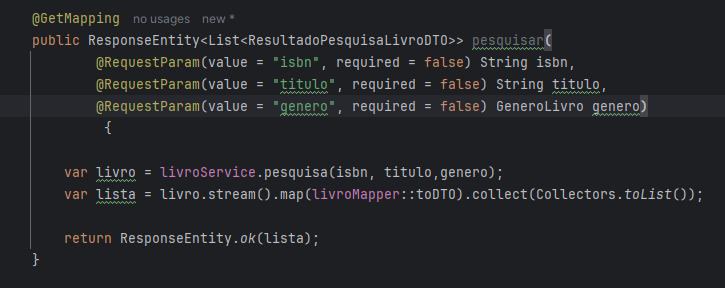 @GetMapping no usages new *
public ResponseEntity<List<ResultadoPesquisaLivroDTO>> pesquisar(
@RequestParam(value = "isbn", required = false) String isbn,
@RequestParam(value = "titulo", required = false) String titulo,
@RequestParam(value = "genero", required = false) GeneroLivro genero)
{
var livro = livroService.pesquisa(isbn, titulo,genero);
var lista = livro.stream().map(livroMapper::toDTO).collect(Collectors.toList());
return ResponseEntity.ok(lista);
}